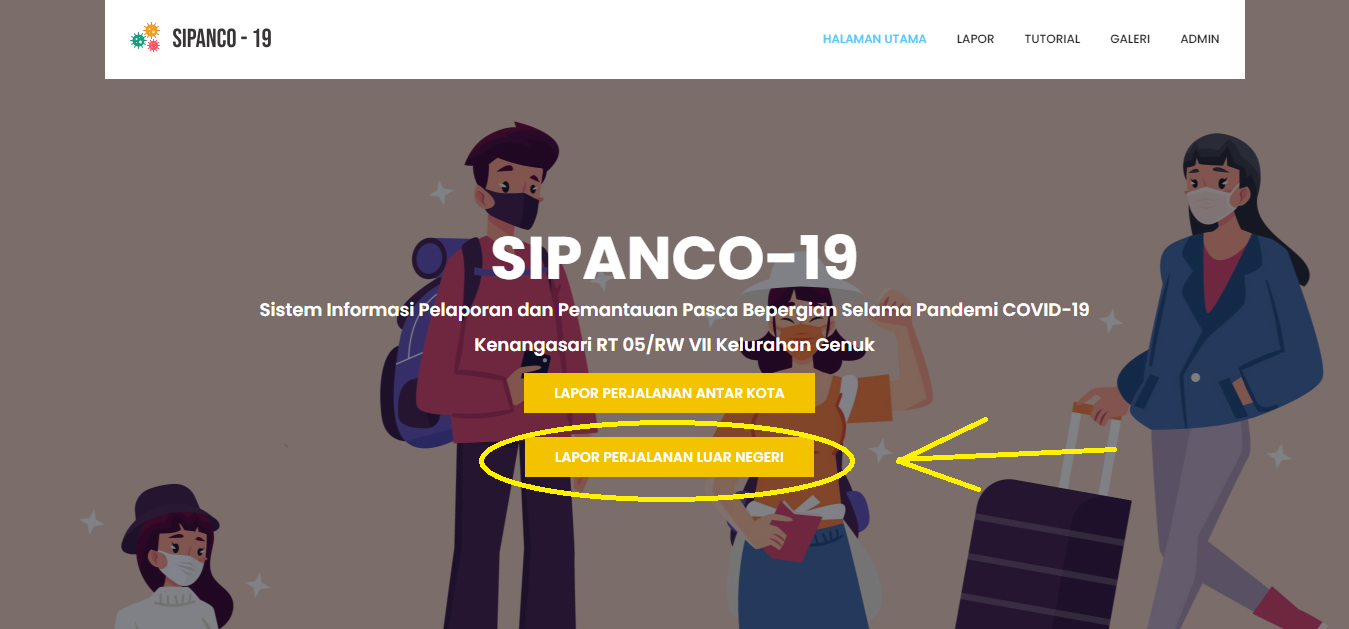 SIPANCO - 19
HALAMAN UTAMA LAPOR TUTORIAL GALERI ADMIN
SIPANCO-19
Sistem Informasi Pelaporan dan Pemantauan Pasca Bepergian Selama Pandemi COVID-19
Kenangasari RT 05/RW VII Kelurahan Genuk
LAPOR PERJALANAN ANTAR KOTA
LAPOR PERJALANAN LUAR NEGERI